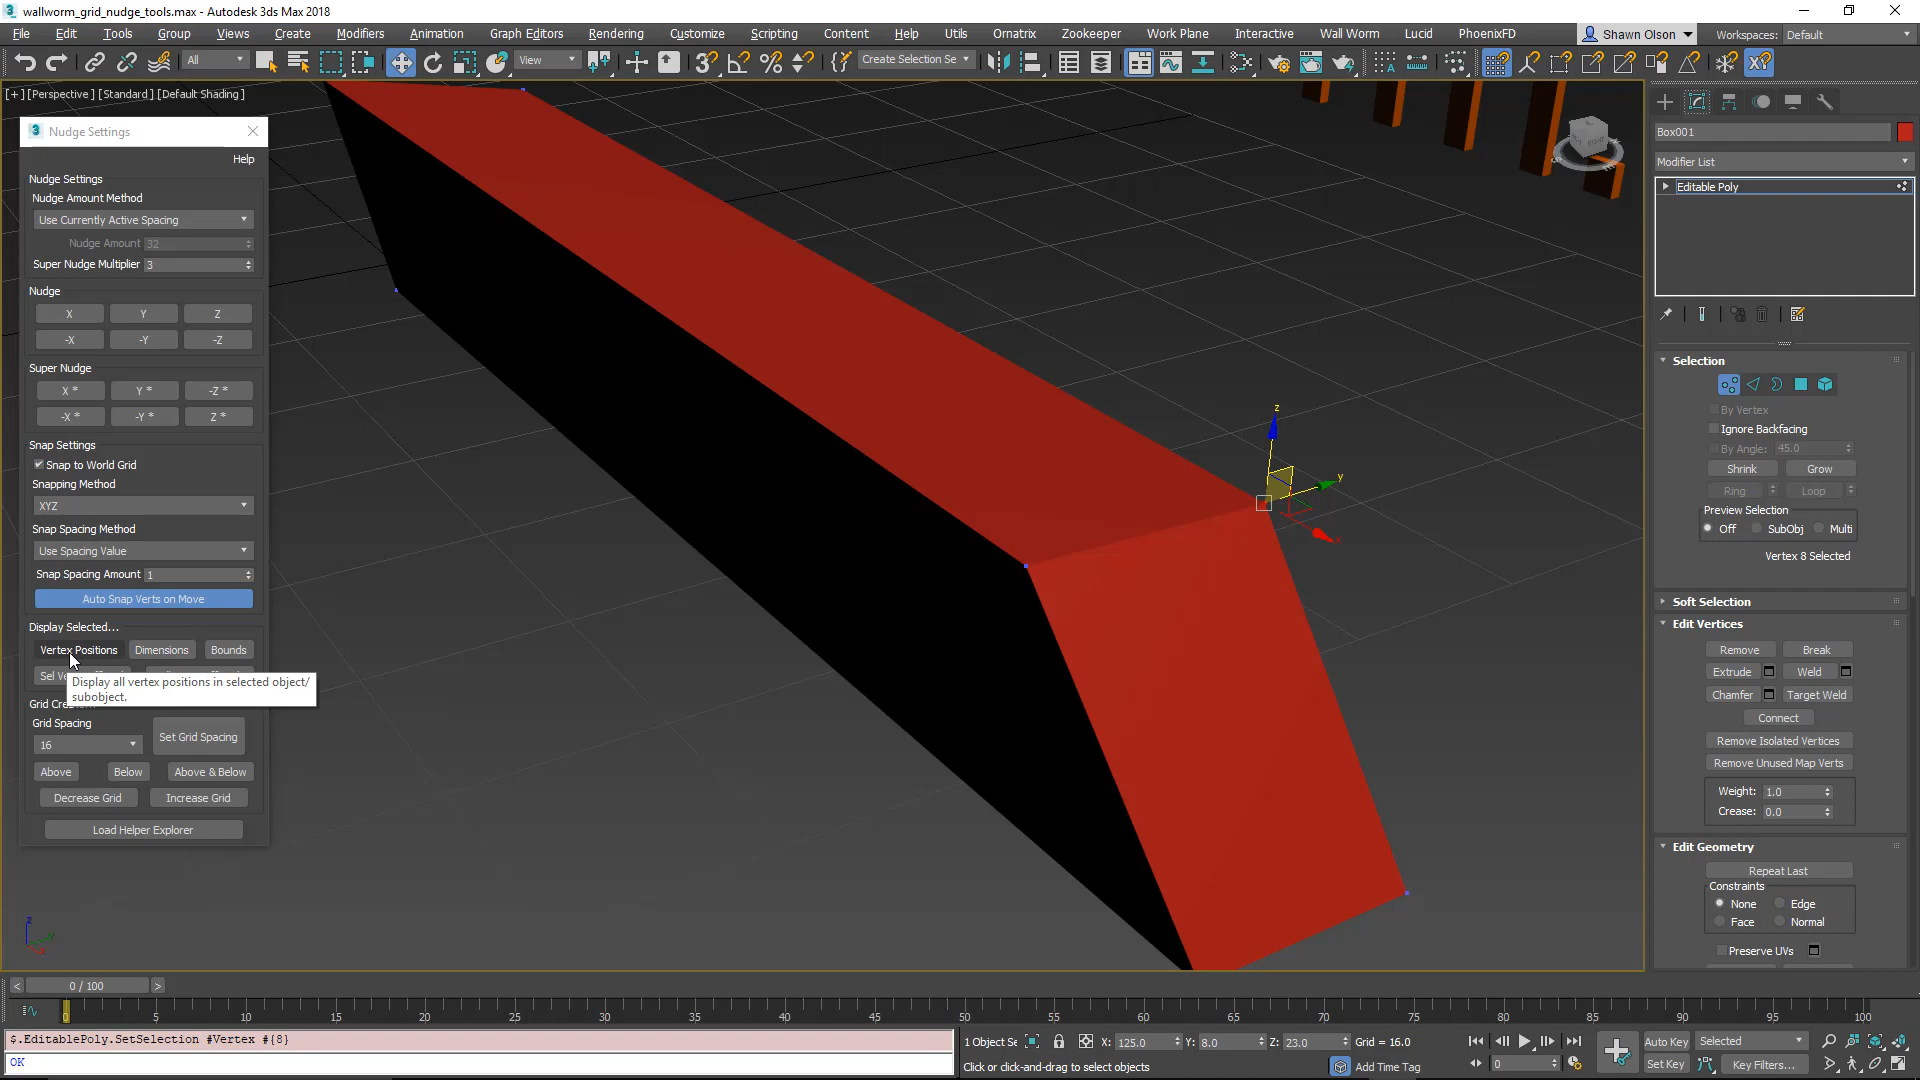 wallworm_grid_nudge_tools.max - Autodesk 3ds Max 2018
File Edit Tools Group Views Create Modifiers Animation Graph Editors Rendering Customize Scripting Content Help Utils Ornatrix Zookeeper Work Plane Interactive Wall Worm Lucid PhoenixFD Shawn Olson Workspaces: Default
All View Create Selection Se
[+] [Perspective] [Standard] [Default Shading]
Nudge Settings
Help
Nudge Settings
Nudge Amount Method
Use Currently Active Spacing
Nudge Amount 32
Super Nudge Multiplier 3
Nudge
X Y Z
-X -Y -Z
Super Nudge
X * Y * -Z *
-X * -Y * Z *
Snap Settings
Snap to World Grid
Snapping Method
XYZ
Snap Spacing Method
Use Spacing Value
Snap Spacing Amount 1
Auto Snap Verts on Move
Display Selected...
Vertex Positions Dimensions Bounds
Sel
Display all vertex positions in selected object/
subobject.
Grid
Grid Spacing
16 Set Grid Spacing
Above Below Above & Below
Decrease Grid Increase Grid
Load Helper Explorer
z
y
x
Box001
Modifier List
Editable Poly
Selection
By Vertex
Ignore Backfacing
By Angle: 45.0
Shrink Grow
Ring Loop
Preview Selection
Off SubObj Multi
Vertex 8 Selected
Soft Selection
Edit Vertices
Remove Break
Extrude Weld
Chamfer Target Weld
Connect
Remove Isolated Vertices
Remove Unused Map Verts
Weight: 1.0
Crease: 0.0
Edit Geometry
Repeat Last
Constraints
None Edge
Face Normal
Preserve UVs
< 0 / 100 >
0 5 10 15 20 25 30 35 40 45 50 55 60 65 70 75 80 85 90 95 100
$.EditablePoly.SetSelection #Vertex #{8}
OK
1 Object Se X: 125.0 Y: 8.0 Z: 23.0 Grid = 16.0
Click or click-and-drag to select objects Add Time Tag
Auto Key Selected
0 Set Key Key Filters...